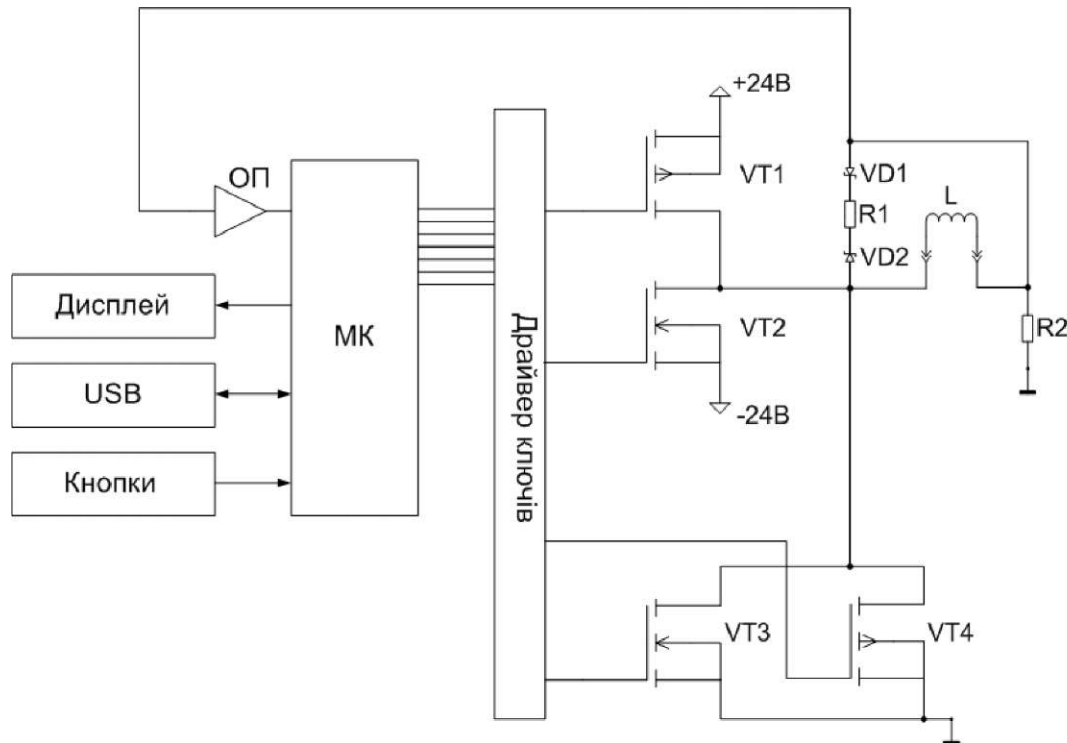 +24В
ОП
VT1
VD1
R1
L
VD2
Дисплей
МК
VT2
R2
USB
-24В
Кнопки
Драйвер ключів
VT3
VT4